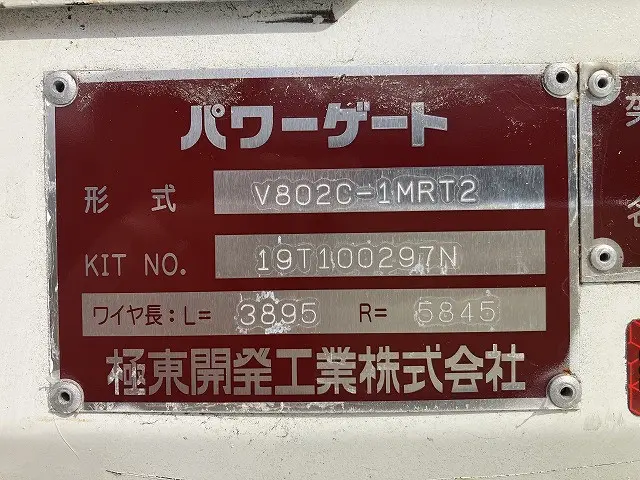 パワーゲート
形 式 V802C-1MRT2
KIT NO. 19T100297N
ワイヤ長:L= 3895 R= 5845
極東開発工業株式会社
架